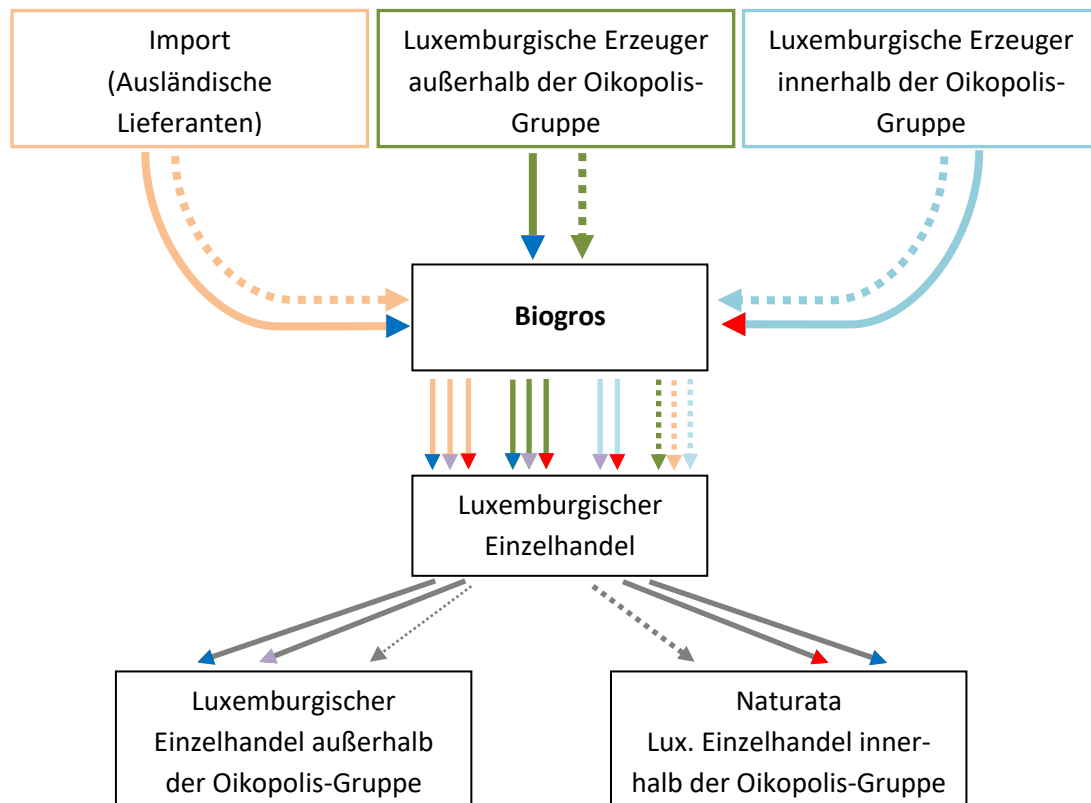 Import
(Ausländische
Lieferanten)
Luxemburgische Erzeuger
außerhalb der Oikopolis-
Gruppe
Luxemburgische Erzeuger
innerhalb der Oikopolis-
Gruppe
Biogros
Luxemburgischer
Einzelhandel
Luxemburgischer
Einzelhandel außerhalb
der Oikopolis-Gruppe
Naturata
Lux. Einzelhandel inner-
halb der Oikopolis-Gruppe